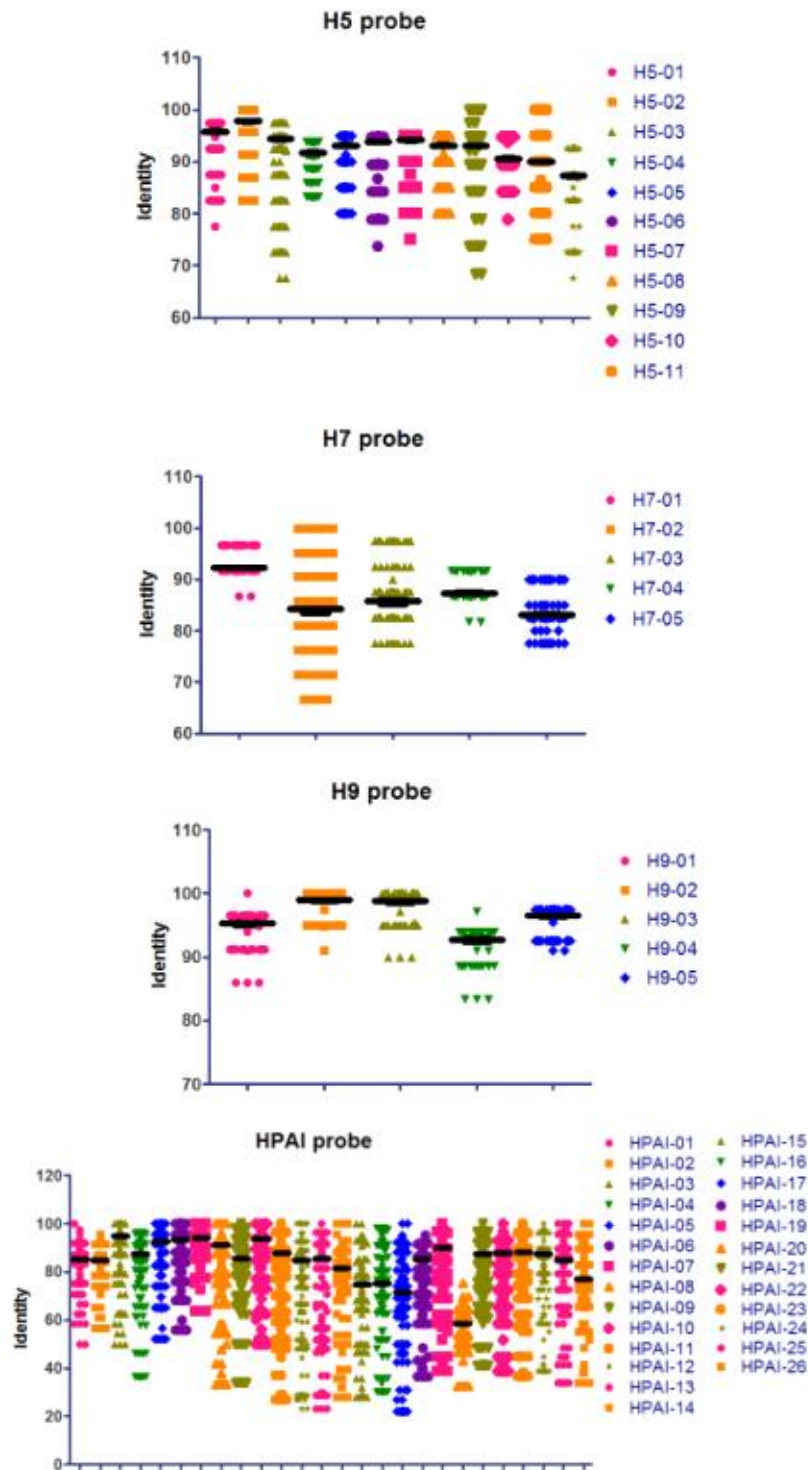 H5 probe
110
100
90
80
70
60
Identity
H5-01
H5-02
H5-03
H5-04
H5-05
H5-06
H5-07
H5-08
H5-09
H5-10
H5-11
H7 probe
110
100
90
80
70
60
Identity
H7-01
H7-02
H7-03
H7-04
H7-05
H9 probe
110
100
90
80
70
Identity
H9-01
H9-02
H9-03
H9-04
H9-05
HPAI probe
120
100
80
60
40
20
0
Identity
HPAI-01
HPAI-02
HPAI-03
HPAI-04
HPAI-05
HPAI-06
HPAI-07
HPAI-08
HPAI-09
HPAI-10
HPAI-11
HPAI-12
HPAI-13
HPAI-14
HPAI-15
HPAI-16
HPAI-17
HPAI-18
HPAI-19
HPAI-20
HPAI-21
HPAI-22
HPAI-23
HPAI-24
HPAI-25
HPAI-26